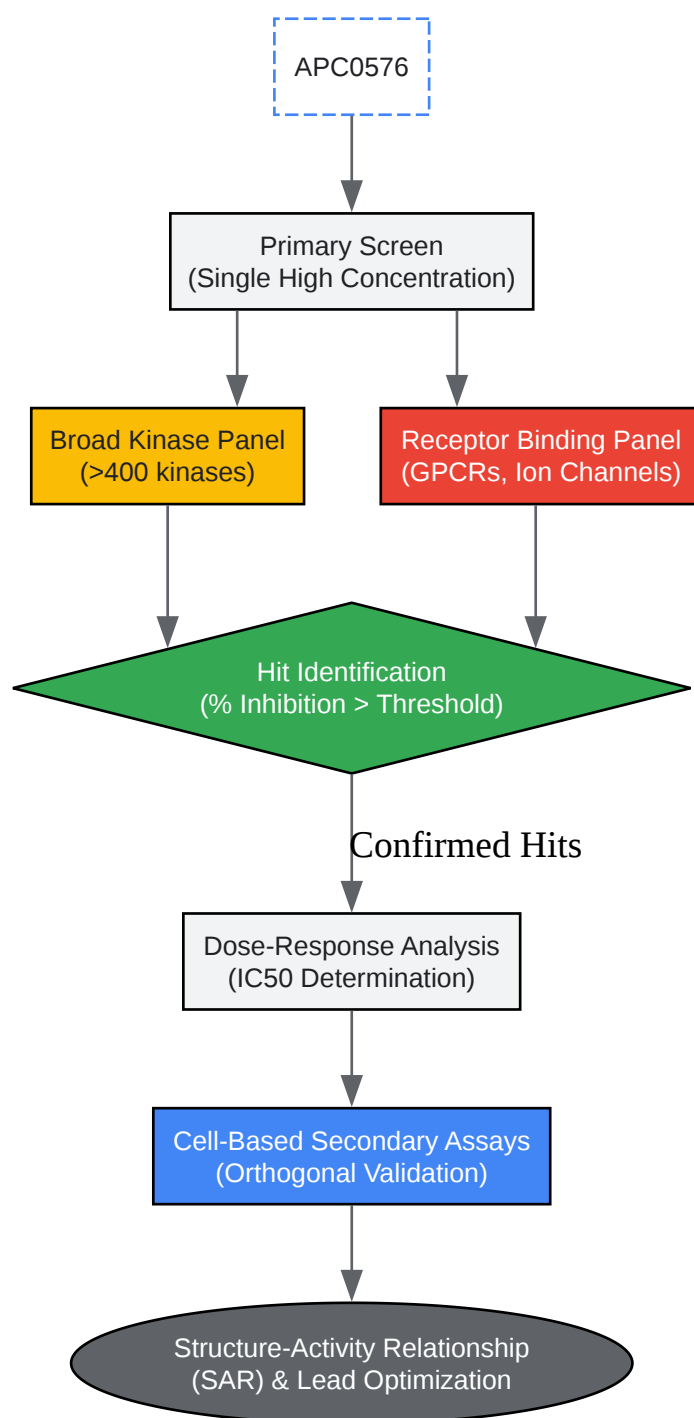 APC0576
Primary Screen
(Single High Concentration)
Broad Kinase Panel
(>400 kinases)
Receptor Binding Panel
(GPCRs, Ion Channels)
Hit Identification
(% Inhibition > Threshold)
Confirmed Hits
Dose-Response Analysis
(IC50 Determination)
Cell-Based Secondary Assays
(Orthogonal Validation)
Structure-Activity Relationship
(SAR) & Lead Optimization